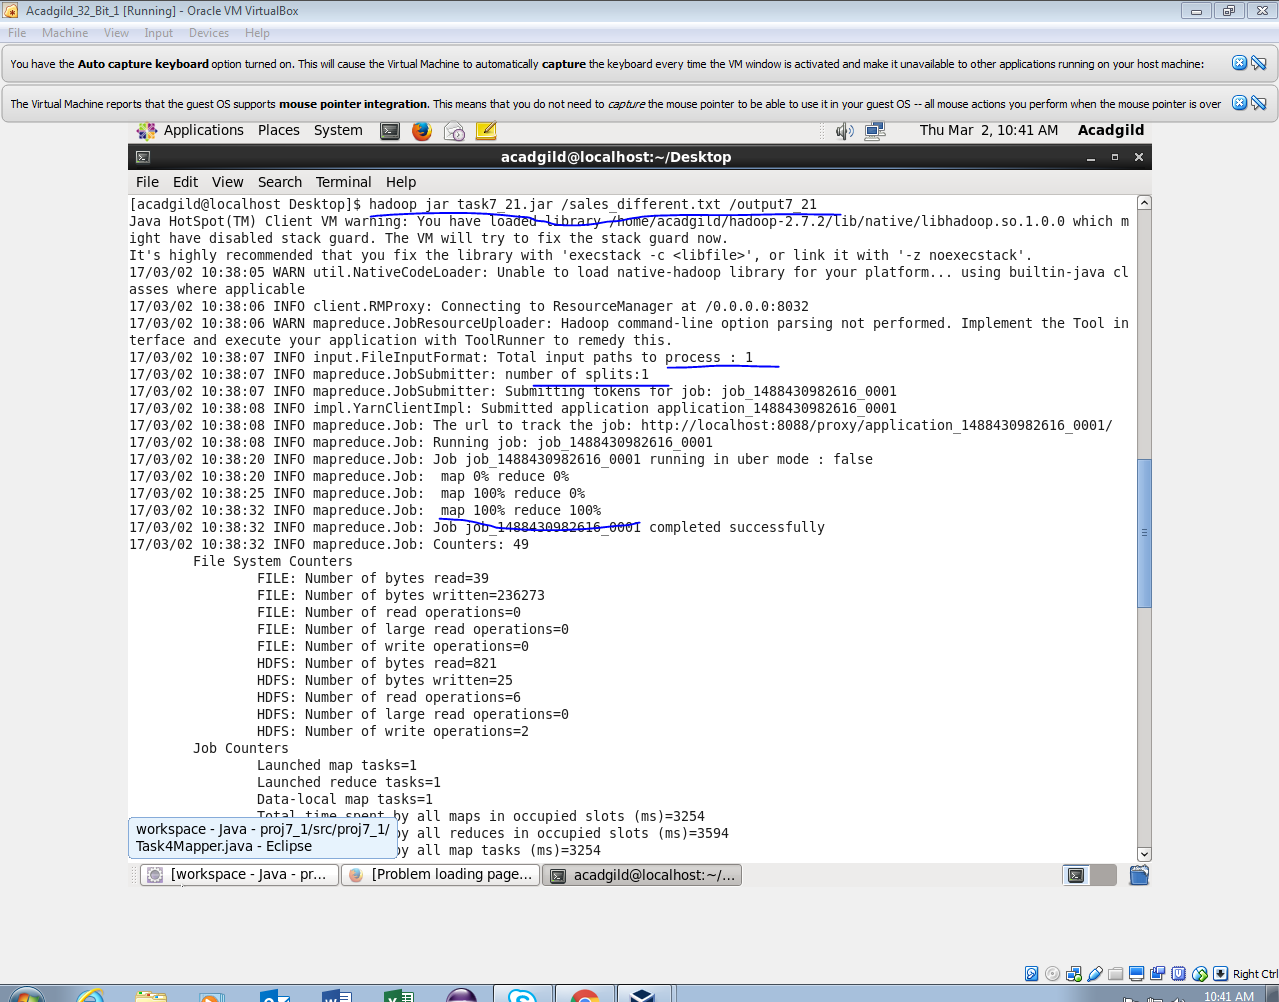 Acadgild_32_Bit_1 [Running] - Oracle VM VirtualBox
File Machine View Input Devices Help
You have the Auto capture keyboard option turned on. This will cause the Virtual Machine to automatically capture the keyboard every time the VM window is activated and make it unavailable to other applications running on your host machine:
The Virtual Machine reports that the guest OS supports mouse pointer integration. This means that you do not need to capture the mouse pointer to be able to use it in your guest OS -- all mouse actions you perform when the mouse pointer is over
Applications Places System Thu Mar 2, 10:41 AM Acadgild
acadgild@localhost:~/Desktop
File Edit View Search Terminal Help
[acadgild@localhost Desktop]$ hadoop jar task7_21.jar /sales_different.txt /output7_21
Java HotSpot(TM) Client VM warning: You have loaded library /home/acadgild/hadoop-2.7.2/lib/native/libhadoop.so.1.0.0 which m
ight have disabled stack guard. The VM will try to fix the stack guard now.
It's highly recommended that you fix the library with 'execstack -c <libfile>', or link it with '-z noexecstack'.
17/03/02 10:38:05 WARN util.NativeCodeLoader: Unable to load native-hadoop library for your platform... using builtin-java cl
asses where applicable
17/03/02 10:38:06 INFO client.RMProxy: Connecting to ResourceManager at /0.0.0.0:8032
17/03/02 10:38:06 WARN mapreduce.JobResourceUploader: Hadoop command-line option parsing not performed. Implement the Tool in
terface and execute your application with ToolRunner to remedy this.
17/03/02 10:38:07 INFO input.FileInputFormat: Total input paths to process : 1
17/03/02 10:38:07 INFO mapreduce.JobSubmitter: number of splits:1
17/03/02 10:38:07 INFO mapreduce.JobSubmitter: Submitting tokens for job: job_1488430982616_0001
17/03/02 10:38:08 INFO impl.YarnClientImpl: Submitted application application_1488430982616_0001
17/03/02 10:38:08 INFO mapreduce.Job: The url to track the job: http://localhost:8088/proxy/application_1488430982616_0001/
17/03/02 10:38:08 INFO mapreduce.Job: Running job: job_1488430982616_0001
17/03/02 10:38:20 INFO mapreduce.Job: Job job_1488430982616_0001 running in uber mode : false
17/03/02 10:38:20 INFO mapreduce.Job: map 0% reduce 0%
17/03/02 10:38:25 INFO mapreduce.Job: map 100% reduce 0%
17/03/02 10:38:32 INFO mapreduce.Job: map 100% reduce 100%
17/03/02 10:38:32 INFO mapreduce.Job: Job job_1488430982616_0001 completed successfully
17/03/02 10:38:32 INFO mapreduce.Job: Counters: 49
File System Counters
FILE: Number of bytes read=39
FILE: Number of bytes written=236273
FILE: Number of read operations=0
FILE: Number of large read operations=0
FILE: Number of write operations=0
HDFS: Number of bytes read=821
HDFS: Number of bytes written=25
HDFS: Number of read operations=6
HDFS: Number of large read operations=0
HDFS: Number of write operations=2
Job Counters
Launched map tasks=1
Launched reduce tasks=1
Data-local map tasks=1
Total time spent by all maps in occupied slots (ms)=3254
by all reduces in occupied slots (ms)=3594
by all map tasks (ms)=3254
workspace - Java - proj7_1/src/proj7_1/
Task4Mapper.java - Eclipse
[workspace - Java - pr... [Problem loading page... acadgild@localhost:~/...
Right Ctrl
10:41 AM